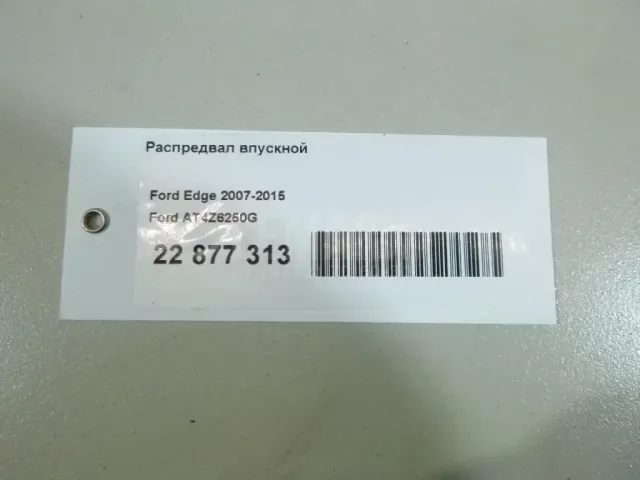 Распредвал впускной
Ford Edge 2007-2015
Ford AT4Z6250G
22 877 313